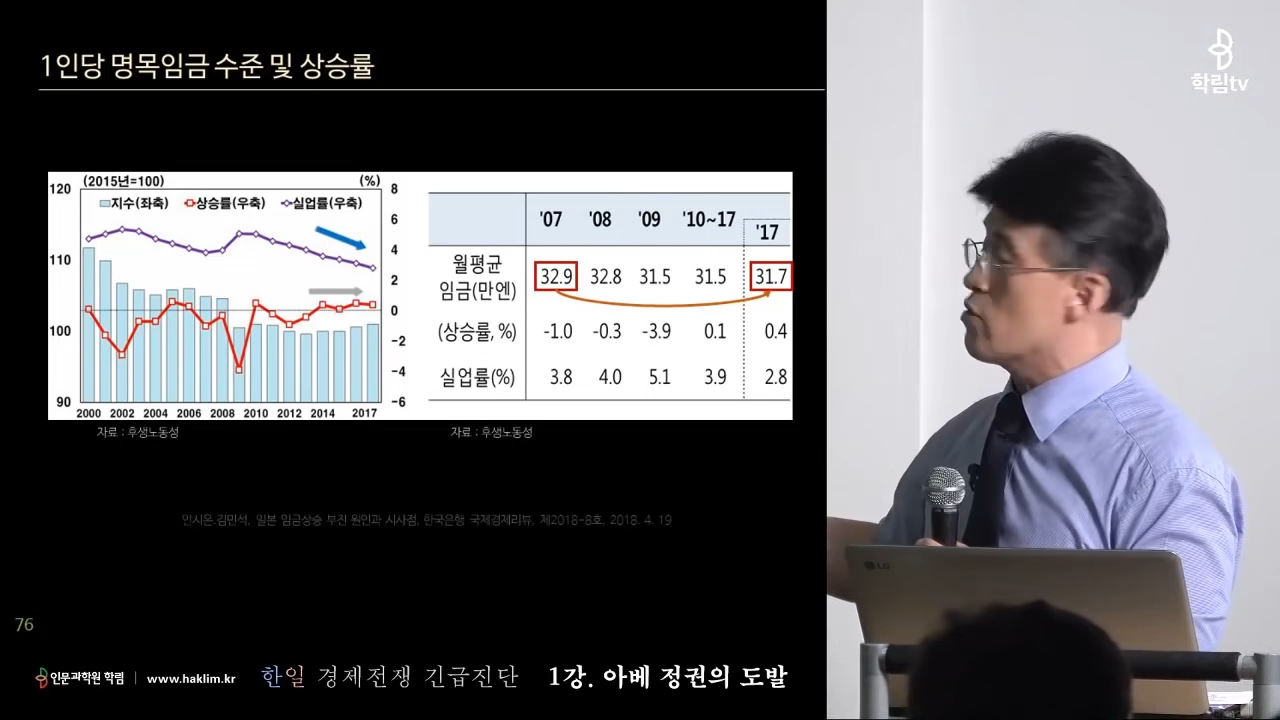 1인당 명목임금 수준 및 상승률
학림tv
(2015년=100)
(%)
지수(좌축) 상승률(우축) 실업률(우축)
120
110
100
90
8
6
4
2
0
-2
-4
-6
2000 2002 2004 2006 2008 2010 2012 2014 2017
자료 : 후생노동성
'07 '08 '09 '10~17 '17
월평균
임금(만엔) 32.9 32.8 31.5 31.5 31.7
(상승률, %) -1.0 -0.3 -3.9 0.1 0.4
실업률(%) 3.8 4.0 5.1 3.9 2.8
자료 : 후생노동성
안시온.김민석, 일본 임금상승 부진 원인과 시사점, 한국은행 국제경제리뷰, 제2018-8호, 2018. 4. 19
LG
76
인문과학원 학림 | www.haklim.kr 한일 경제전쟁 긴급진단 1강. 아베 정권의 도발